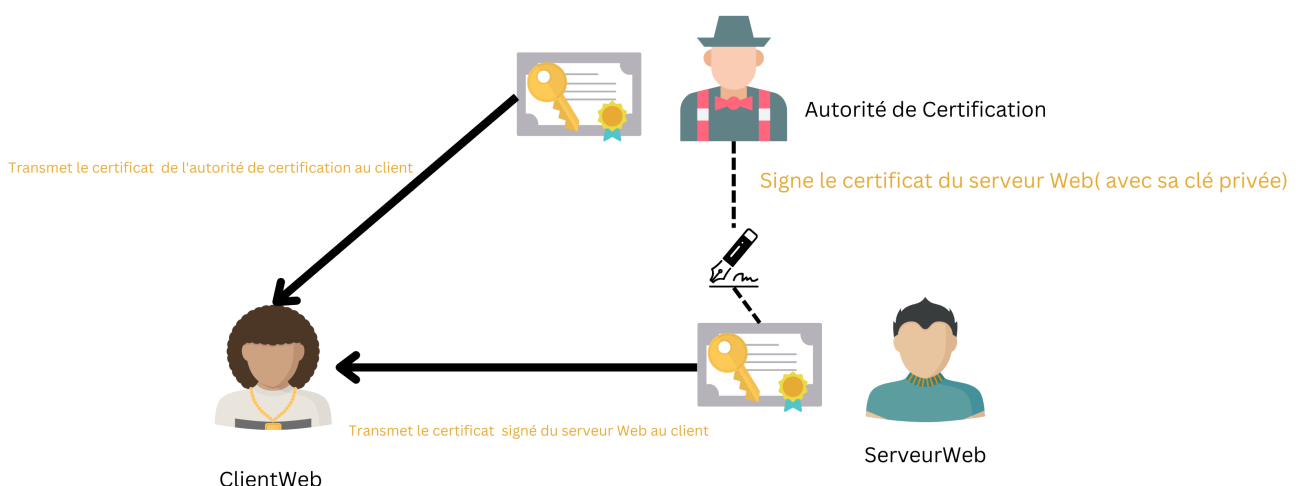 Autorité de Certification
Transmet le certificat  de l'autorité de certification au client
Signe le certificat du serveur Web( avec sa clé privée)
Transmet le certificat  signé du serveur Web au client
ServeurWeb
ClientWeb